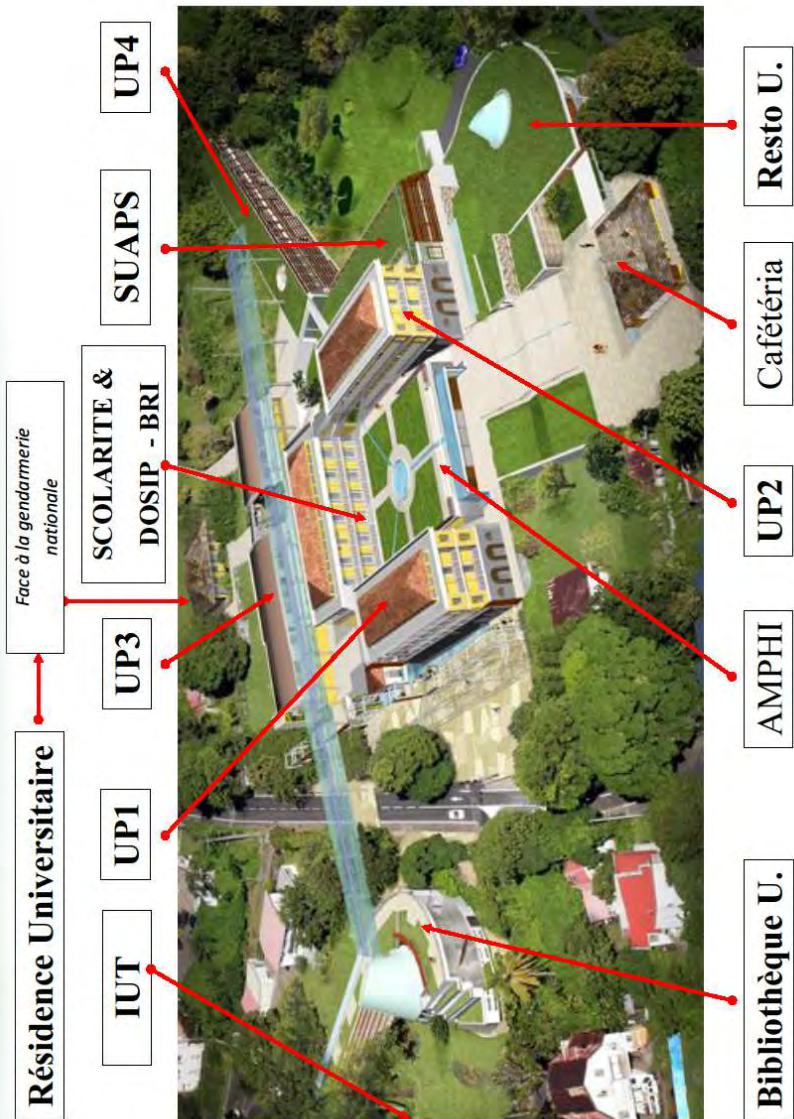 Résidence Universitaire
Face à la gendarmerie
nationale
IUT
UP1
UP3
SCOLARITE &
DOSIP - BRI
SUAPS
UP4
Bibliothèque U.
AMPHI
UP2
Cafétéria
Resto U.